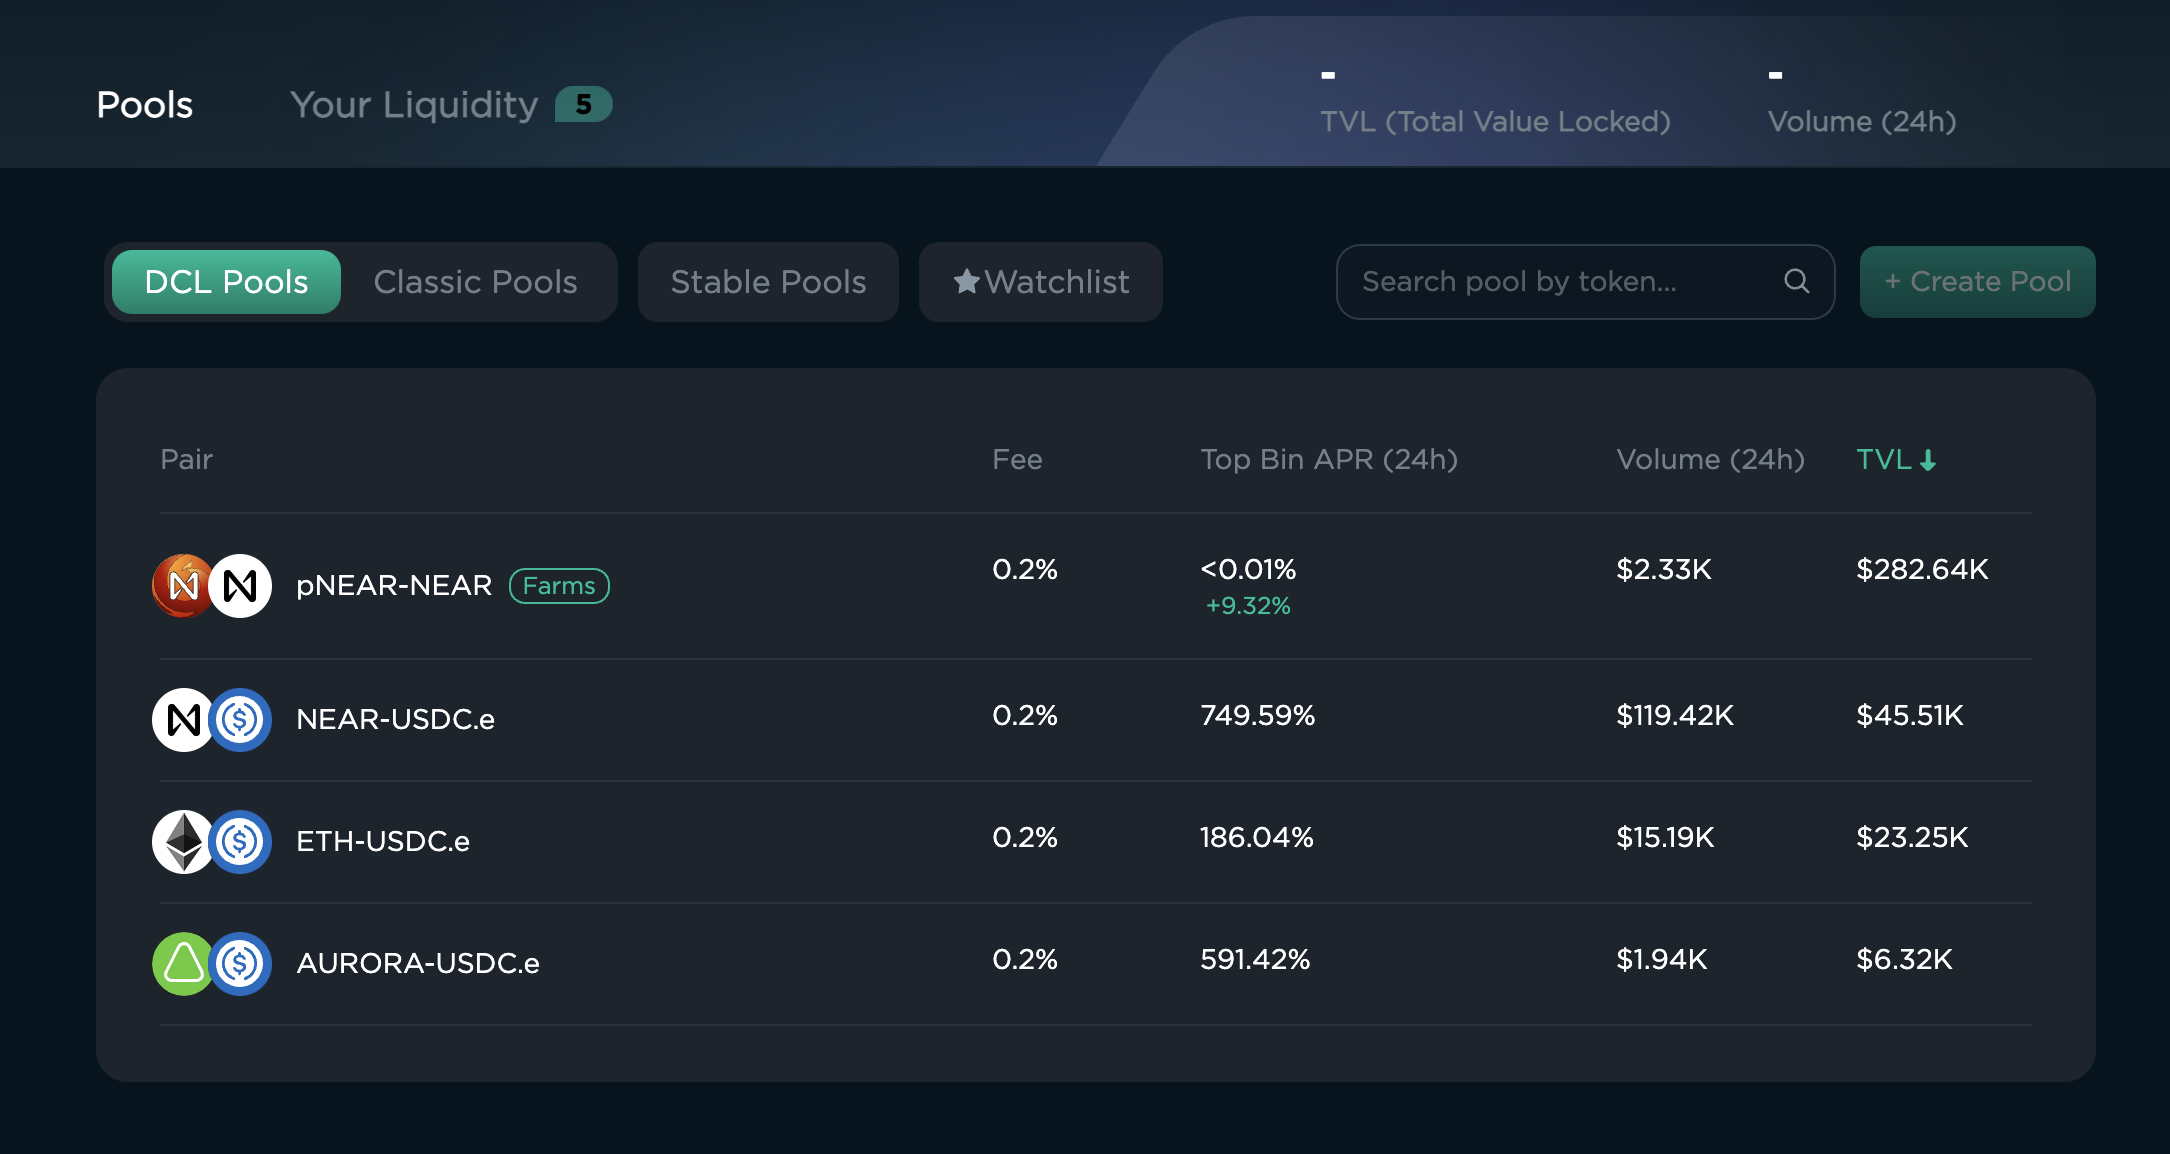 Pools
Your Liquidity 5
-
TVL (Total Value Locked)
-
Volume (24h)
DCL Pools
Classic Pools
Stable Pools
★Watchlist
Search pool by token...
+ Create Pool
Pair Fee Top Bin APR (24h) Volume (24h) TVL
pNEAR-NEAR Farms 0.2% <0.01% $2.33K $282.64K
+9.32%
NEAR-USDC.e 0.2% 749.59% $119.42K $45.51K
ETH-USDC.e 0.2% 186.04% $15.19K $23.25K
AURORA-USDC.e 0.2% 591.42% $1.94K $6.32K